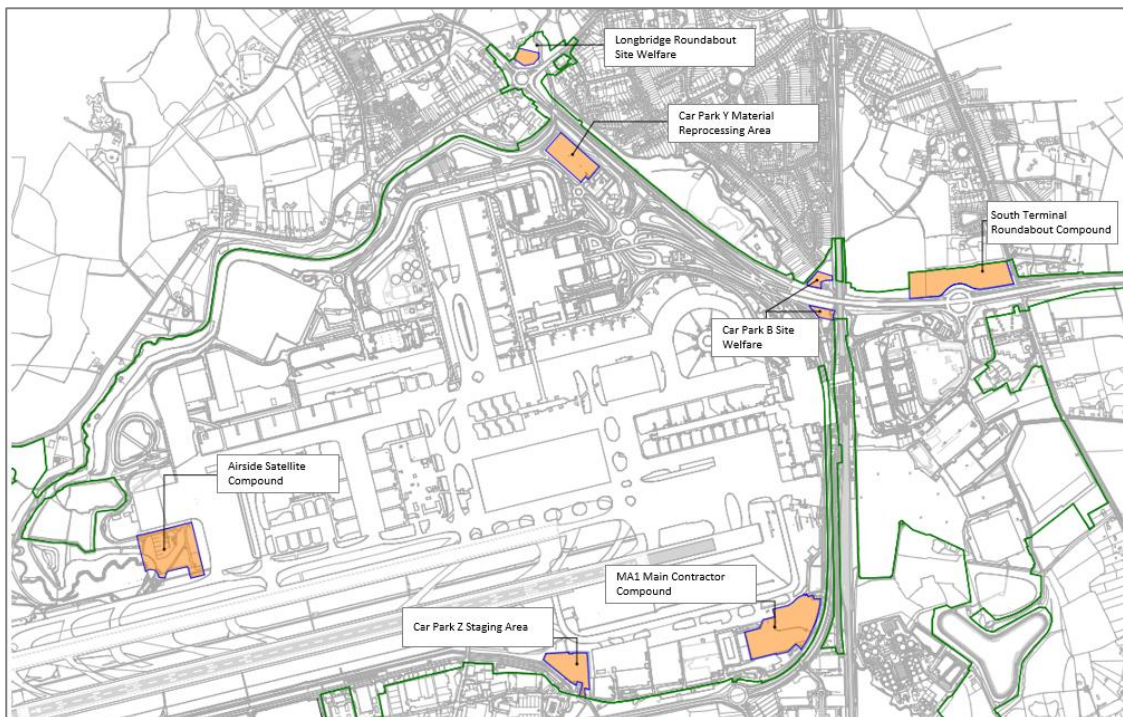 Longbridge Roundabout
Site Welfare
Car Park Y Material
Reprocessing Area
South Terminal
Roundabout Compound
Car Park B Site
Welfare
Airside Satellite
Compound
MA1 Main Contractor
Compound
Car Park Z Staging Area